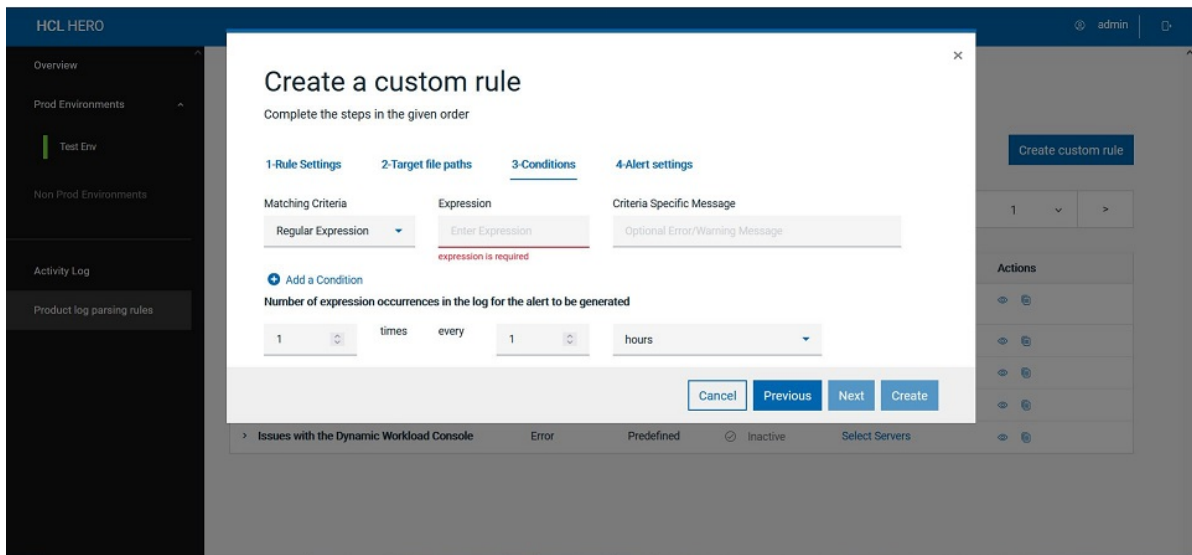 HCL HERO
admin
Overview
Prod Environments
Test Env
Non Prod Environments
Activity Log
Product log parsing rules
Create custom rule
1
>
Actions
Create a custom rule
Complete the steps in the given order
1-Rule Settings 2-Target file paths 3-Conditions 4-Alert settings
Matching Criteria Expression Criteria Specific Message
Regular Expression Enter Expression Optional Error/Warning Message
expression is required
Add a Condition
Number of expression occurrences in the log for the alert to be generated
1 times every 1 hours
Cancel Previous Next Create
> Issues with the Dynamic Workload Console Error Predefined Inactive Select Servers